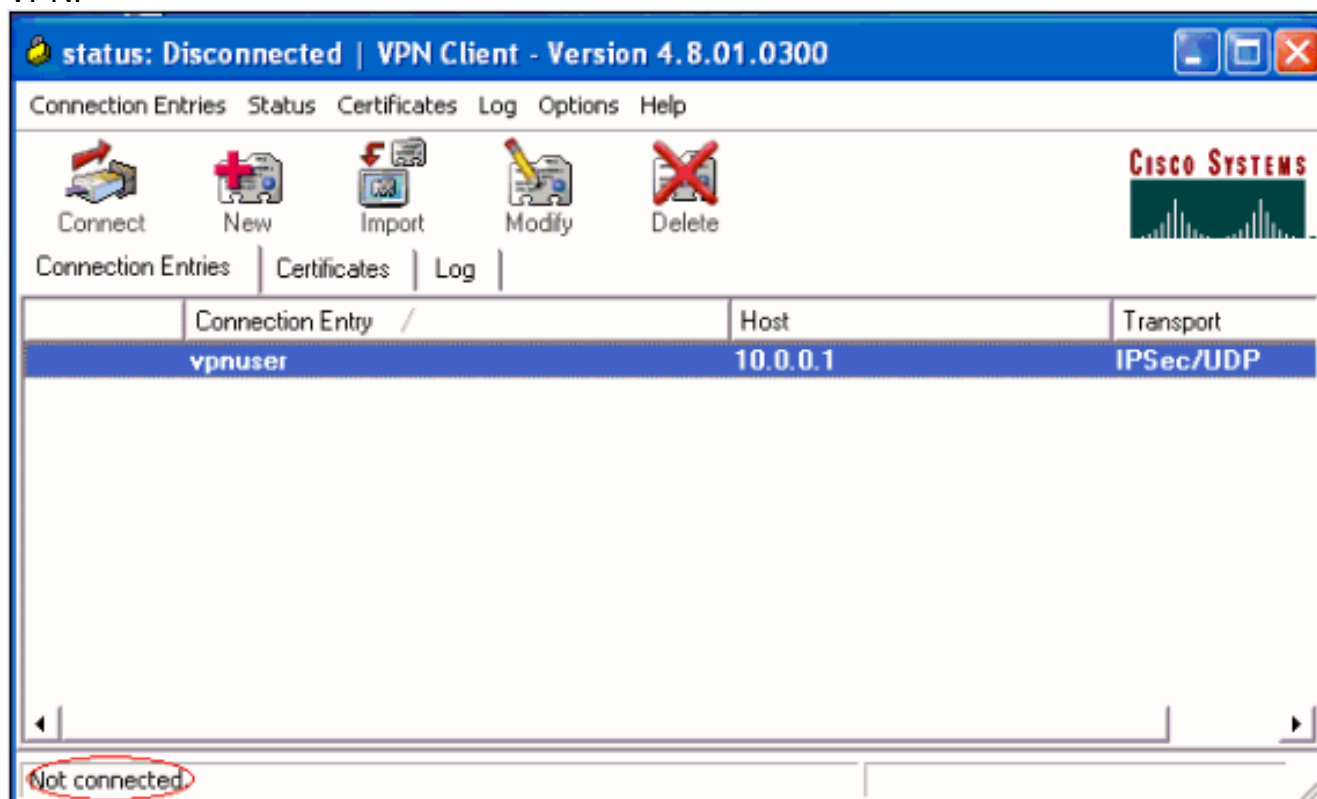 VPN.
status: Disconnected | VPN Client - Version 4.8.01.0300
Connection Entries Status Certificates Log Options Help
Connect New Import Modify Delete
CISCO SYSTEMS
Connection Entries Certificates Log
Connection Entry / Host Transport
vpnuser 10.0.0.1 IPSec/UDP
Not connected.